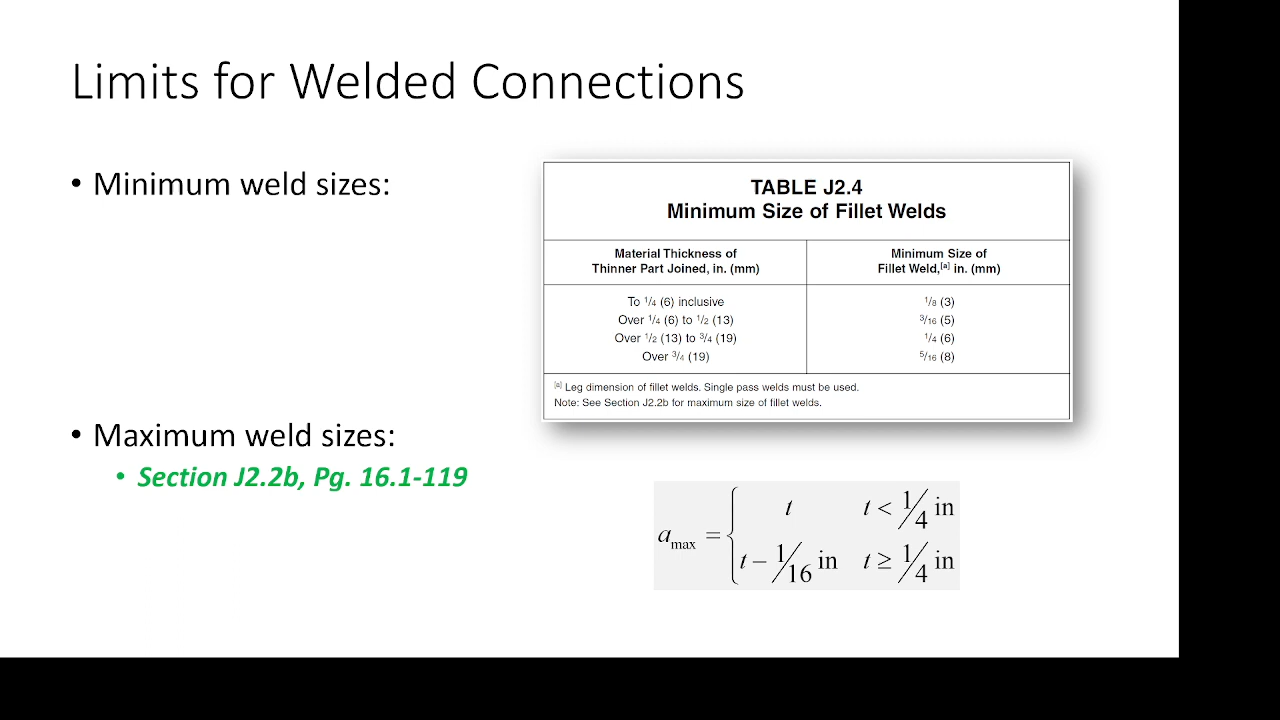 Limits for Welded Connections
• Minimum weld sizes:
TABLE J2.4
Minimum Size of Fillet Welds
Material Thickness of
Thinner Part Joined, in. (mm)
Minimum Size of
Fillet Weld,[a] in. (mm)
To 1/4 (6) inclusive
1/8 (3)
Over 1/4 (6) to 1/2 (13)
3/16 (5)
Over 1/2 (13) to 3/4 (19)
1/4 (6)
Over 3/4 (19)
5/16 (8)
[a] Leg dimension of fillet welds. Single pass welds must be used.
Note: See Section J2.2b for maximum size of fillet welds.
• Maximum weld sizes:
• Section J2.2b, Pg. 16.1-119
a max = { t t < 1/4 in
t – 1/16 in t ≥ 1/4 in